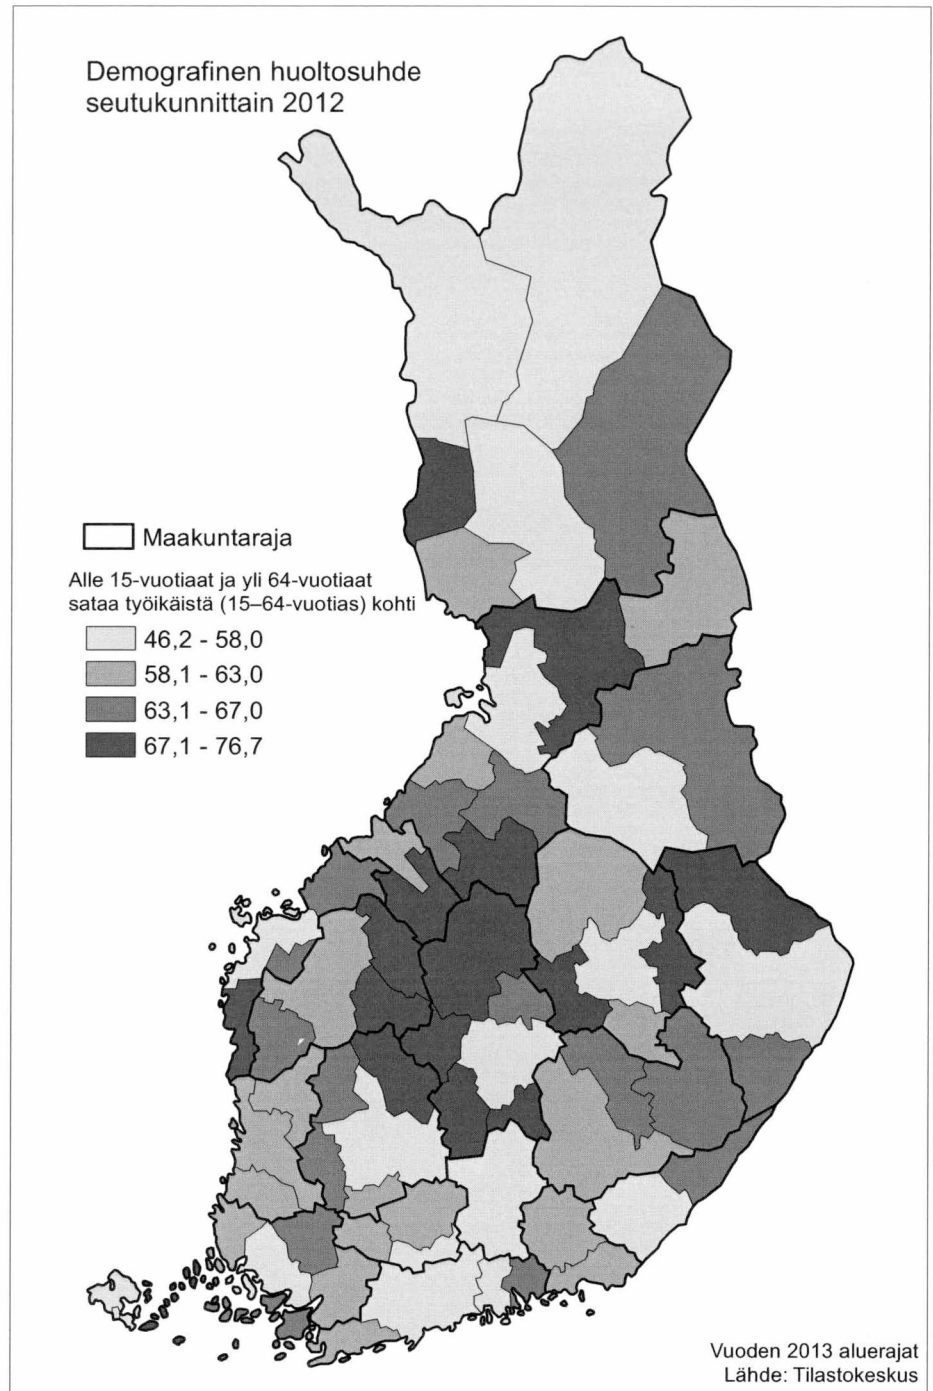 Demografinen huoltosuhde
seutukunnittain 2012
Maakuntaraja
Alle 15-vuotiaat ja yli 64-vuotiaat
sataa työikäistä (15–64-vuotias) kohti
46,2 - 58,0
58,1 - 63,0
63,1 - 67,0
67,1 - 76,7
Vuoden 2013 aluerajat
Lähde: Tilastokeskus